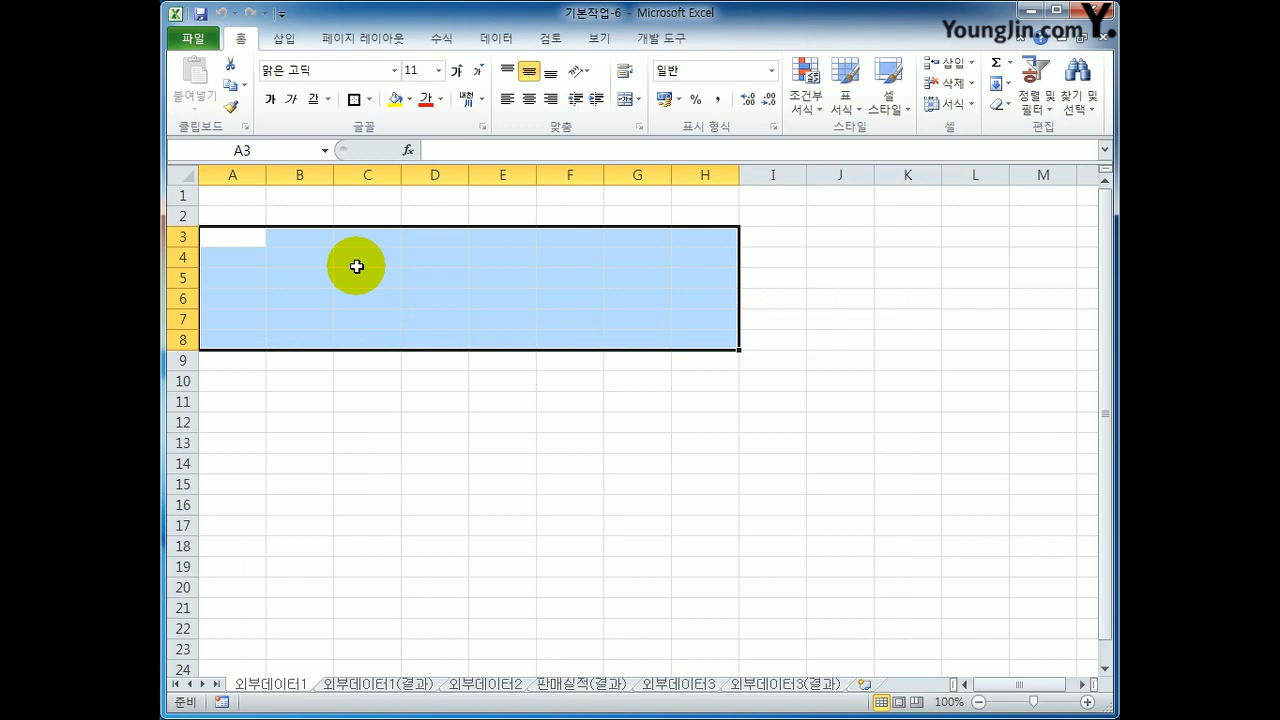 기본작업-6 - Microsoft Excel
YoungJin.com Y.
파일 홈 삽입 페이지 레이아웃 수식 데이터 검토 보기 개발 도구
붙여넣기
맑은 고딕 11
가 가
가 가 가 가 내천
일반
% ,
조건부 서식
표 서식
셀 스타일
삽입
삭제
서식
Σ
정렬 및 필터
찾기 및 선택
클립보드 글꼴 맞춤 표시 형식 스타일 셀 편집
A3 fx
A B C D E F G H I J K L M
1
2
3
4
5
6
7
8
9
10
11
12
13
14
15
16
17
18
19
20
21
22
23
24
외부데이터1 외부데이터1(결과) 외부데이터2 판매실적(결과) 외부데이터3 외부데이터3(결과)
준비 100%